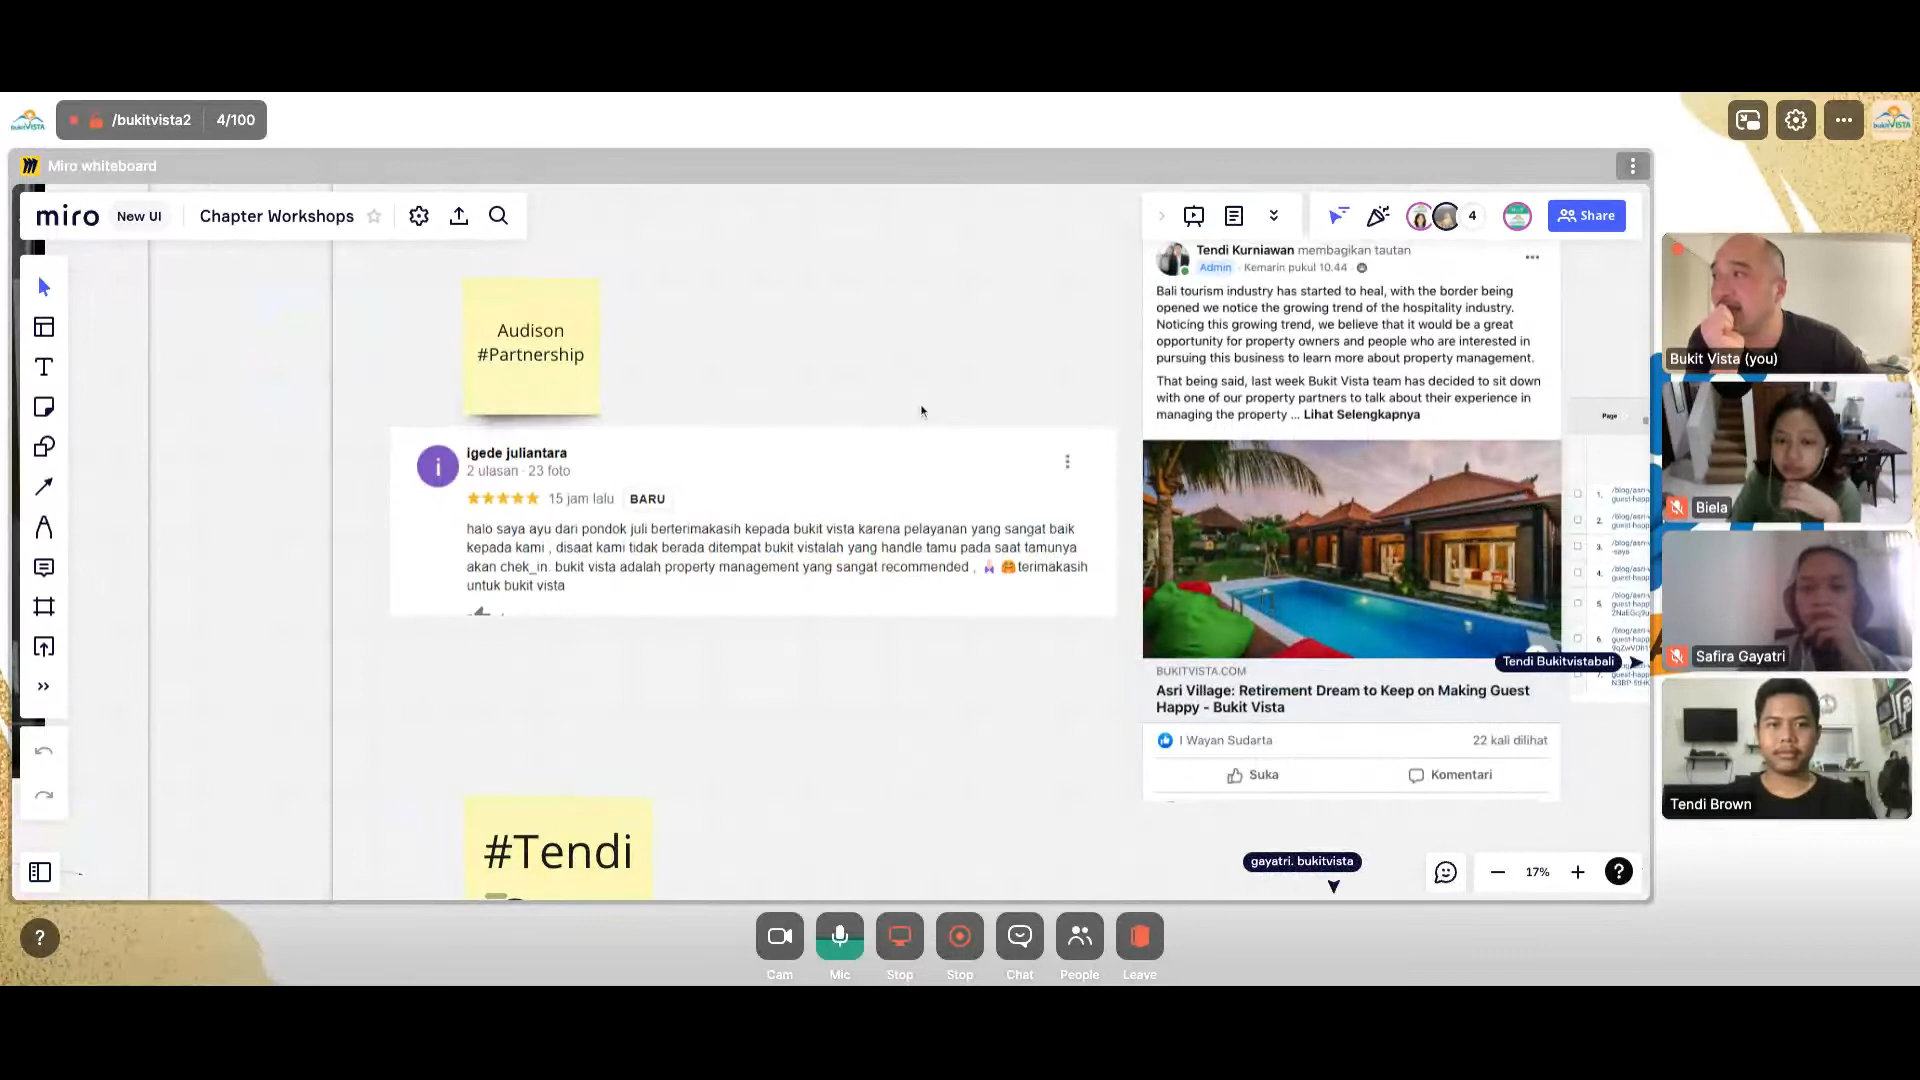 /bukitvista2 4/100
Miro whiteboard
miro New UI Chapter Workshops
4 Share
Audison
#Partnership
igede juliantara
2 ulasan · 23 foto
15 jam lalu BARU
halo saya ayu dari pondok juli berterimakasih kepada bukit vista karena pelayanan yang sangat baik
kepada kami , disaat kami tidak berada ditempat bukit vistalah yang handle tamu pada saat tamunya
akan chek_in. bukit vista adalah property management yang sangat recommended , terimakasih
untuk bukit vista
Tendi Kurniawan membagikan tautan
Admin · Kemarin pukul 10.44 ·
Bali tourism industry has started to heal, with the border being
opened we notice the growing trend of the hospitality industry.
Noticing this growing trend, we believe that it would be a great
opportunity for property owners and people who are interested in
pursuing this business to learn more about property management.
That being said, last week Bukit Vista team has decided to sit down
with one of our property partners to talk about their experience in
managing the property ... Lihat Selengkapnya
BUKITVISTA.COM
Asri Village: Retirement Dream to Keep on Making Guest
Happy - Bukit Vista
I Wayan Sudarta 22 kali dilihat
Suka Komentari
Page
1.
2.
3.
4.
5.
6.
Tendi Bukitvistabali
#Tendi
gayatri. bukitvista
17%
Bukit Vista (you)
Biela
Safira Gayatri
Tendi Brown
Cam Mic Stop Stop Chat People Leave